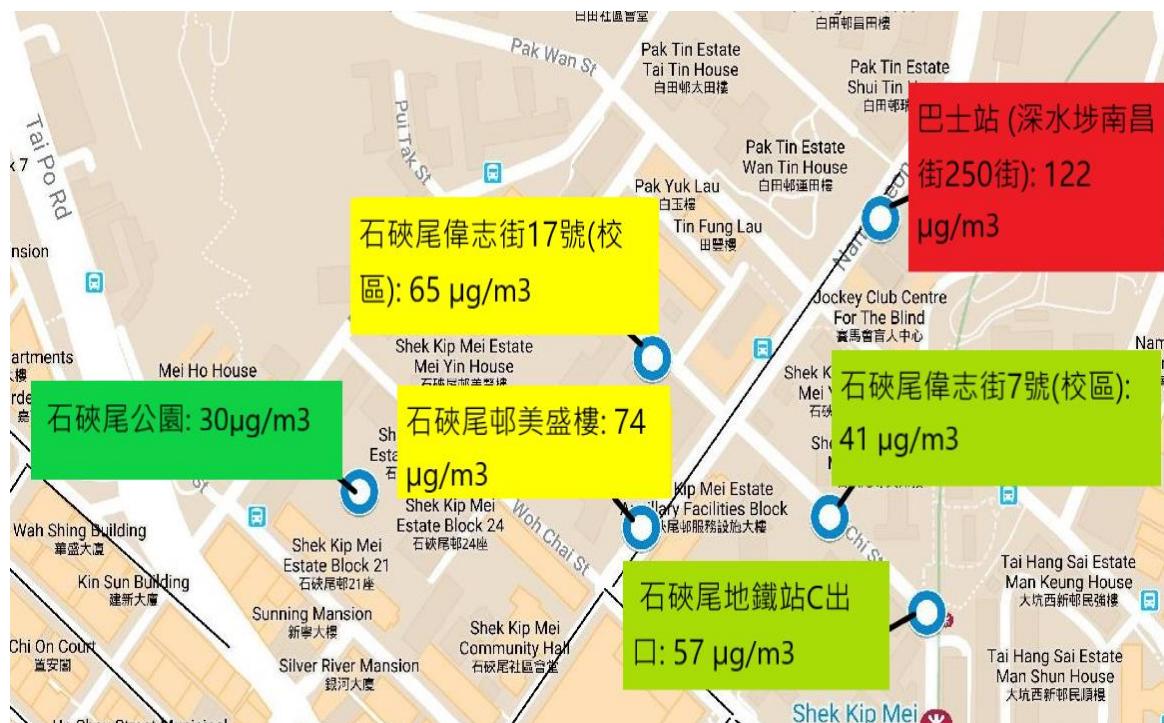 白田社區會堂
白田邨昌田樓
Pak Wan St
Pak Tin Estate
Tai Tin House
白田邨太田樓
Pak Tin Estate
Shui Tin
白田邨瑞
Tai Po Rd
k 7
Pui Tak St
巴士站 (深水埗南昌
街250街): 122
µg/m3
Pak Tin Estate
Wan Tin House
白田邨運田樓
Pak Yuk Lau
白玉樓
Tin Fung Lau
田豐樓
石硤尾偉志街17號(校
區): 65 µg/m3
nsion
Jockey Club Centre
For The Blind
賽馬會盲人中心
artments
Mei Ho House
Shek Kip Mei Estate
Mei Yin House
石硤尾公園: 30µg/m3
石硤尾邨美盛樓: 74
µg/m3
石硤尾偉志街7號(校區):
41 µg/m3
Shek Kip Mei
Estate Block 24
石硤尾邨24座
Kip Mei Estate
llary Facilities Block
硤尾邨服務設施大樓
Woh Chai St
Chi St
Wah Shing Building
華盛大廈
Shek Kip Mei
Estate Block 21
石硤尾邨21座
Kin Sun Building
建新大廈
石硤尾地鐵站C出
口: 57 µg/m3
Tai Hang Sai Estate
Man Keung House
大坑西新邨民強樓
Sunning Mansion
新寧大樓
Shek Kip Mei
Community Hall
石硤尾社區會堂
Chi On Court
置安閣
Silver River Mansion
銀河大廈
Tai Hang Sai Estate
Man Shun House
大坑西新邨民順樓
Shek Kip Mei